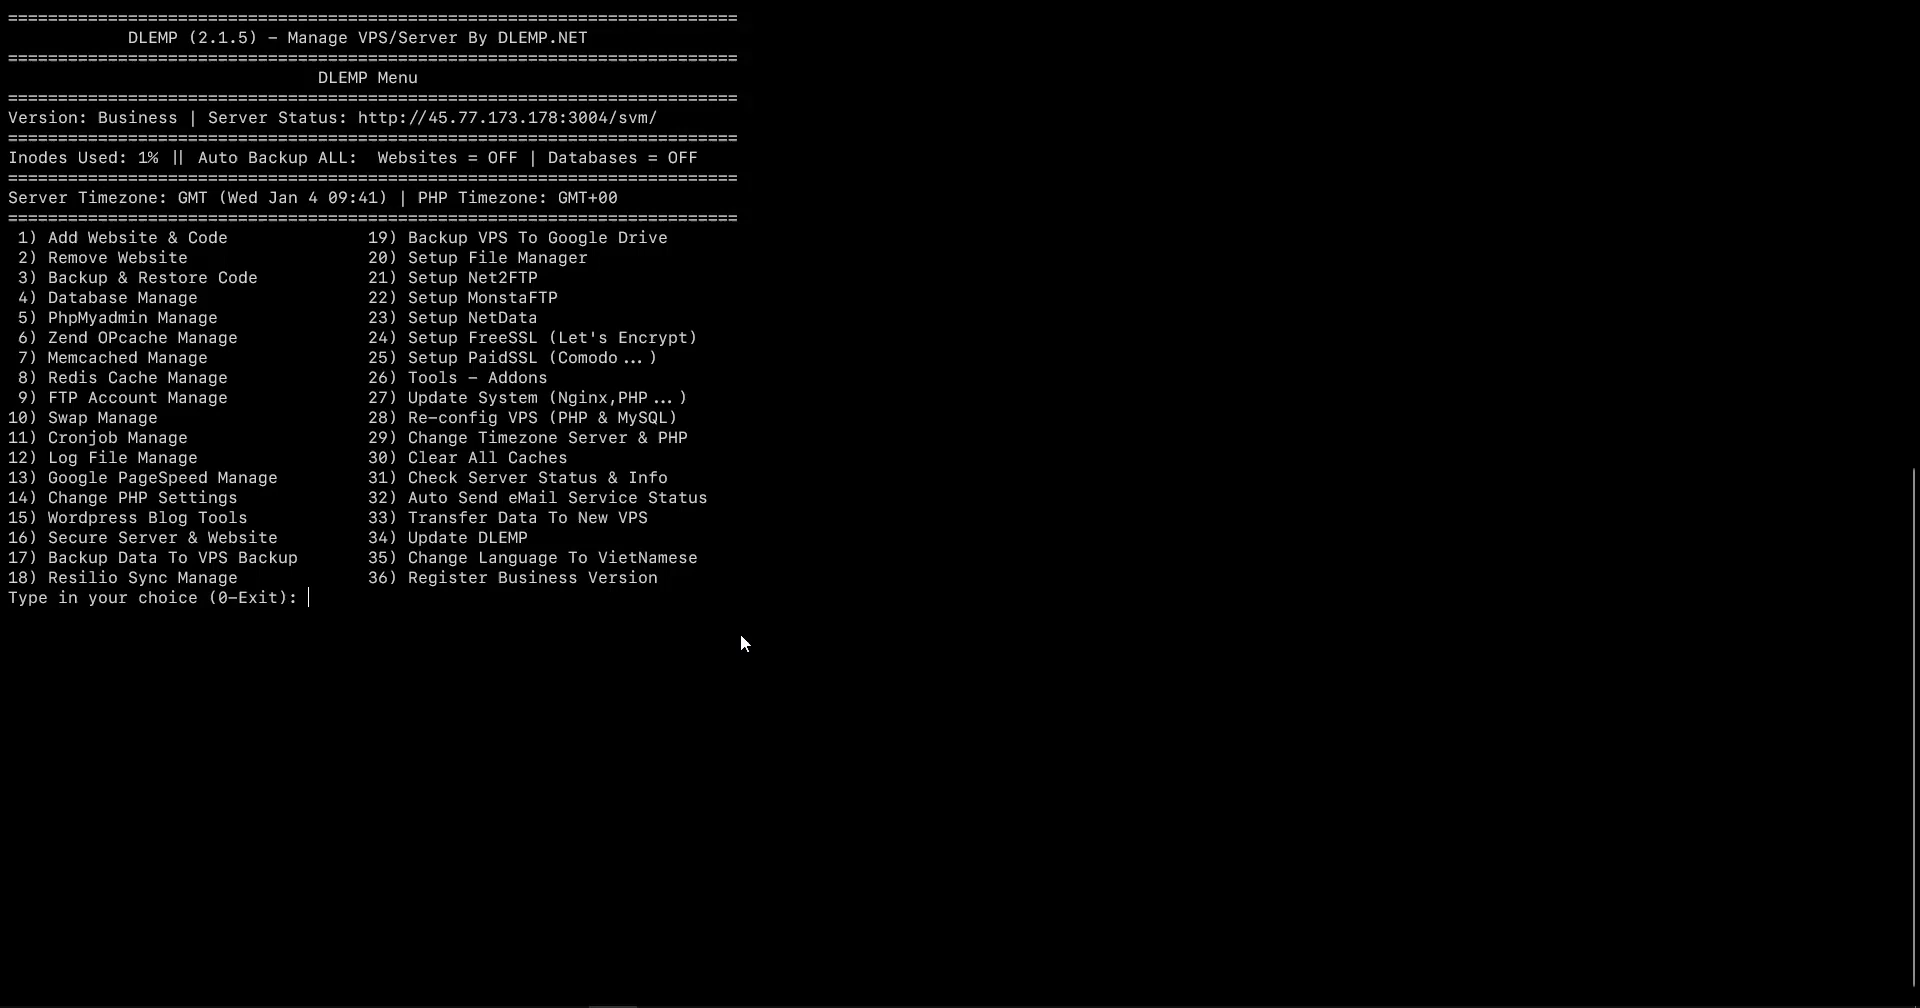 =========================================================================
DLEMP (2.1.5) - Manage VPS/Server By DLEMP.NET
=========================================================================
DLEMP Menu
=========================================================================
Version: Business | Server Status: http://45.77.173.178:3004/svm/
=========================================================================
Inodes Used: 1% || Auto Backup ALL:  Websites = OFF | Databases = OFF
=========================================================================
Server Timezone: GMT (Wed Jan 4 09:41) | PHP Timezone: GMT+00
=========================================================================
 1) Add Website & Code              19) Backup VPS To Google Drive
 2) Remove Website                  20) Setup File Manager
 3) Backup & Restore Code           21) Setup Net2FTP
 4) Database Manage                 22) Setup MonstaFTP
 5) PhpMyadmin Manage               23) Setup NetData
 6) Zend OPcache Manage             24) Setup FreeSSL (Let's Encrypt)
 7) Memcached Manage                25) Setup PaidSSL (Comodo...)
 8) Redis Cache Manage              26) Tools - Addons
 9) FTP Account Manage              27) Update System (Nginx,PHP...)
10) Swap Manage                     28) Re-config VPS (PHP & MySQL)
11) Cronjob Manage                  29) Change Timezone Server & PHP
12) Log File Manage                 30) Clear All Caches
13) Google PageSpeed Manage         31) Check Server Status & Info
14) Change PHP Settings             32) Auto Send eMail Service Status
15) Wordpress Blog Tools            33) Transfer Data To New VPS
16) Secure Server & Website         34) Update DLEMP
17) Backup Data To VPS Backup       35) Change Language To VietNamese
18) Resilio Sync Manage             36) Register Business Version
Type in your choice (0-Exit):